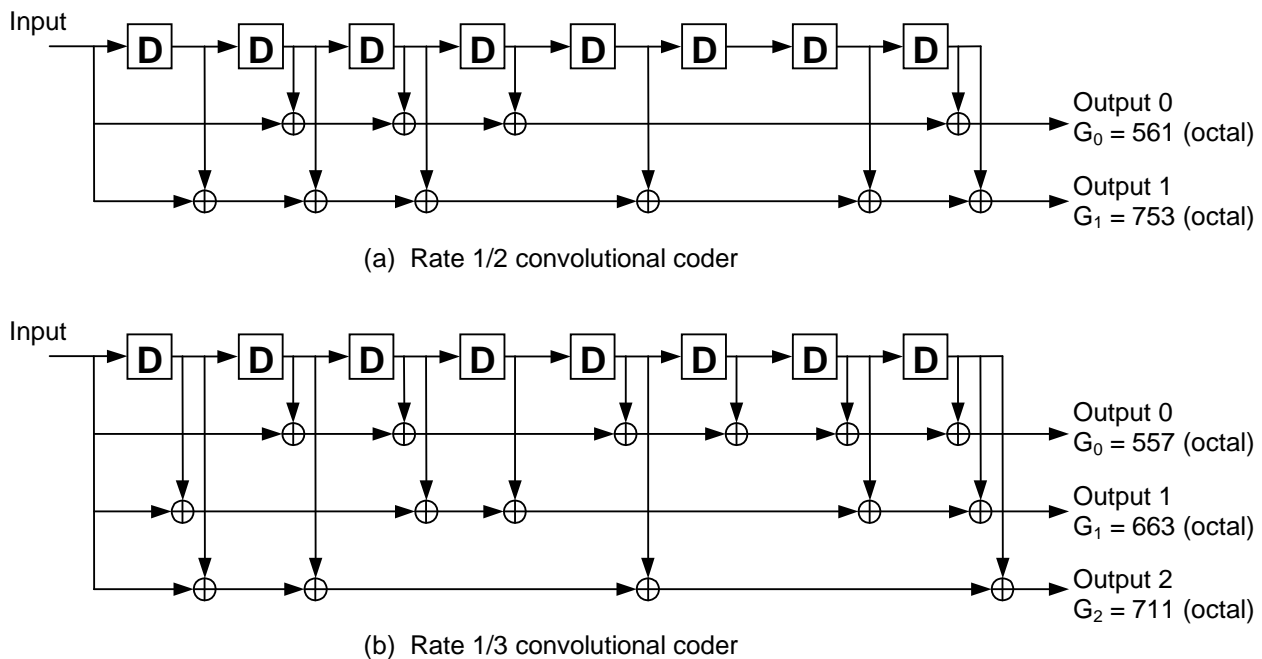 Input
D D D D D D D D
Output 0
G₀ = 561 (octal)
Output 1
G₁ = 753 (octal)
(a) Rate 1/2 convolutional coder
Input
D D D D D D D D
Output 0
G₀ = 557 (octal)
Output 1
G₁ = 663 (octal)
Output 2
G₂ = 711 (octal)
(b) Rate 1/3 convolutional coder